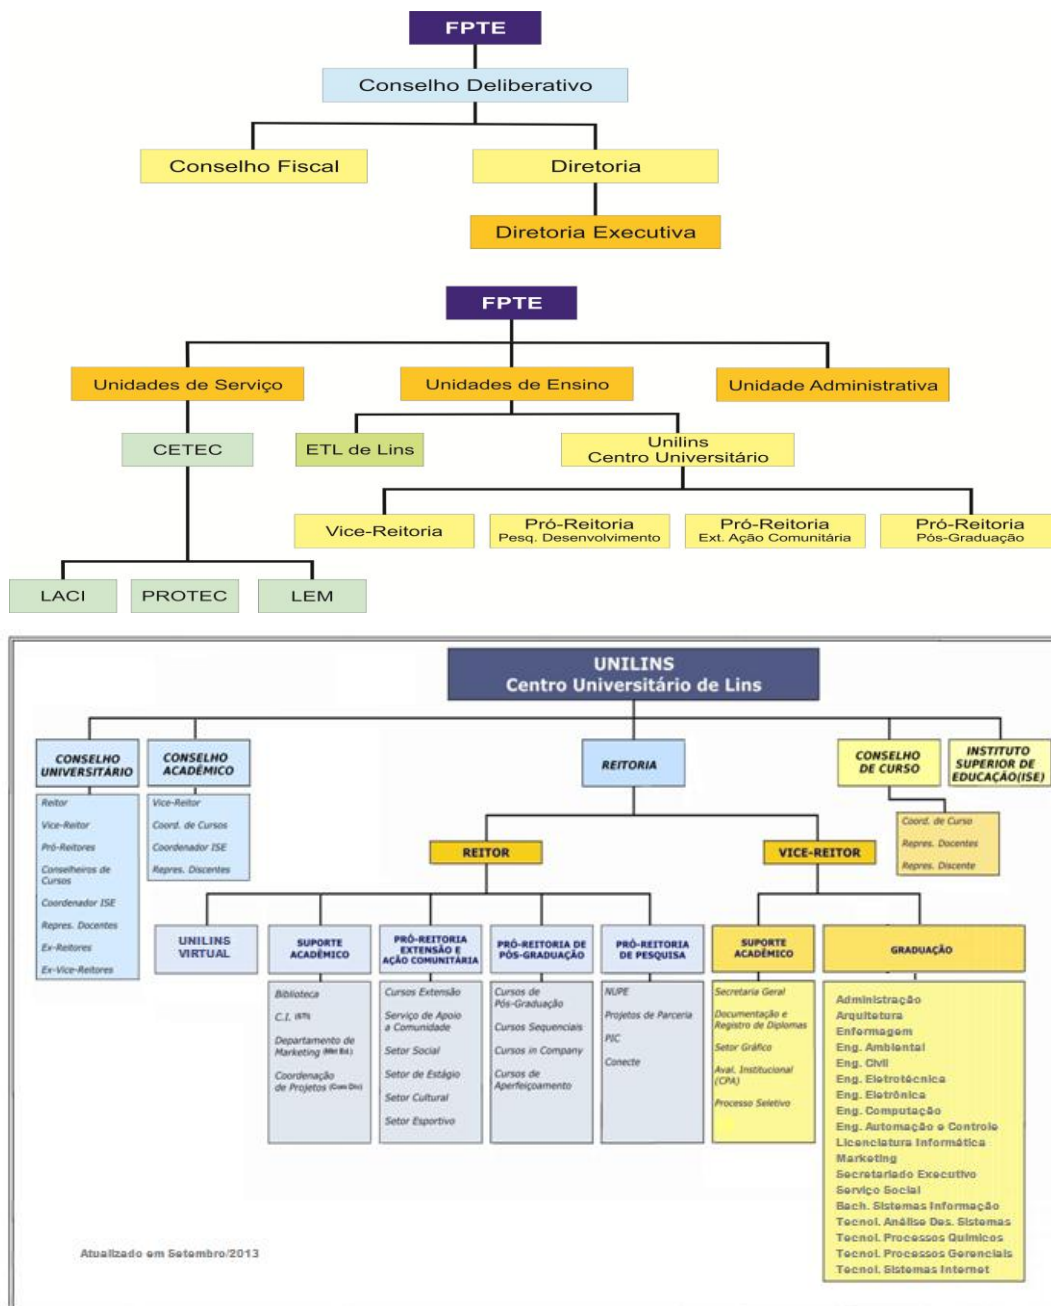 FPTE
Conselho Deliberativo
Conselho Fiscal
Diretoria
Diretoria Executiva
FPTE
Unidades de Serviço
Unidades de Ensino
Unidade Administrativa
CETEC
ETL de Lins
Unilins
Centro Universitário
Vice-Reitoria
Pró-Reitoria
Pesq. Desenvolvimento
Pró-Reitoria
Ext. Ação Comunitária
Pró-Reitoria
Pós-Graduação
LACI
PROTEC
LEM
UNILINS
Centro Universitário de Lins
CONSELHO
UNIVERSITÁRIO
Reitor
Vice-Reitor
Pró-Reitores
Conselheiros de
Cursos
Coordenador ISE
Repres. Docentes
Ex-Reitores
Ex-Vice-Reitores
CONSELHO
ACADÊMICO
Vice-Reitor
Coord. de Cursos
Coordenador ISE
Repres. Discentes
REITORIA
CONSELHO
DE CURSO
Coord. de Curso
Repres. Docentes
Repres. Discente
INSTITUTO
SUPERIOR DE
EDUCAÇÃO(ISE)
REITOR
VICE-REITOR
UNILINS
VIRTUAL
SUPORTE
ACADÊMICO
Biblioteca
C.I.
Departamento de
Marketing
Coordenação
de Projetos
PRÓ-REITORIA
EXTENSÃO E
AÇÃO COMUNITÁRIA
Cursos Extensão
Serviço de Apoio
a Comunidade
Setor Social
Setor de Estágio
Setor Cultural
Setor Esportivo
PRÓ-REITORIA DE
PÓS-GRADUAÇÃO
Cursos de
Pós-Graduação
Cursos Sequenciais
Cursos in Company
Cursos de
Aperfeiçoamento
PRÓ-REITORIA
DE PESQUISA
NUPE
Projetos de Parceria
PIC
Conecte
SUPORTE
ACADÊMICO
Secretaria Geral
Documentação e
Registro de Diplomas
Setor Gráfico
Aval. Institucional
(CPA)
Processo Seletivo
GRADUAÇÃO
Administração
Arquitetura
Enfermagem
Eng. Ambiental
Eng. Civil
Eng. Eletrotécnica
Eng. Eletrônica
Eng. Computação
Eng. Automação e Controle
Licenciatura Informática
Marketing
Secretariado Executivo
Serviço Social
Bach. Sistemas Informação
Tecnol. Análise Des. Sistemas
Tecnol. Processos Químicos
Tecnol. Processos Gerenciais
Tecnol. Sistemas Internet
Atualizado em Setembro/2013